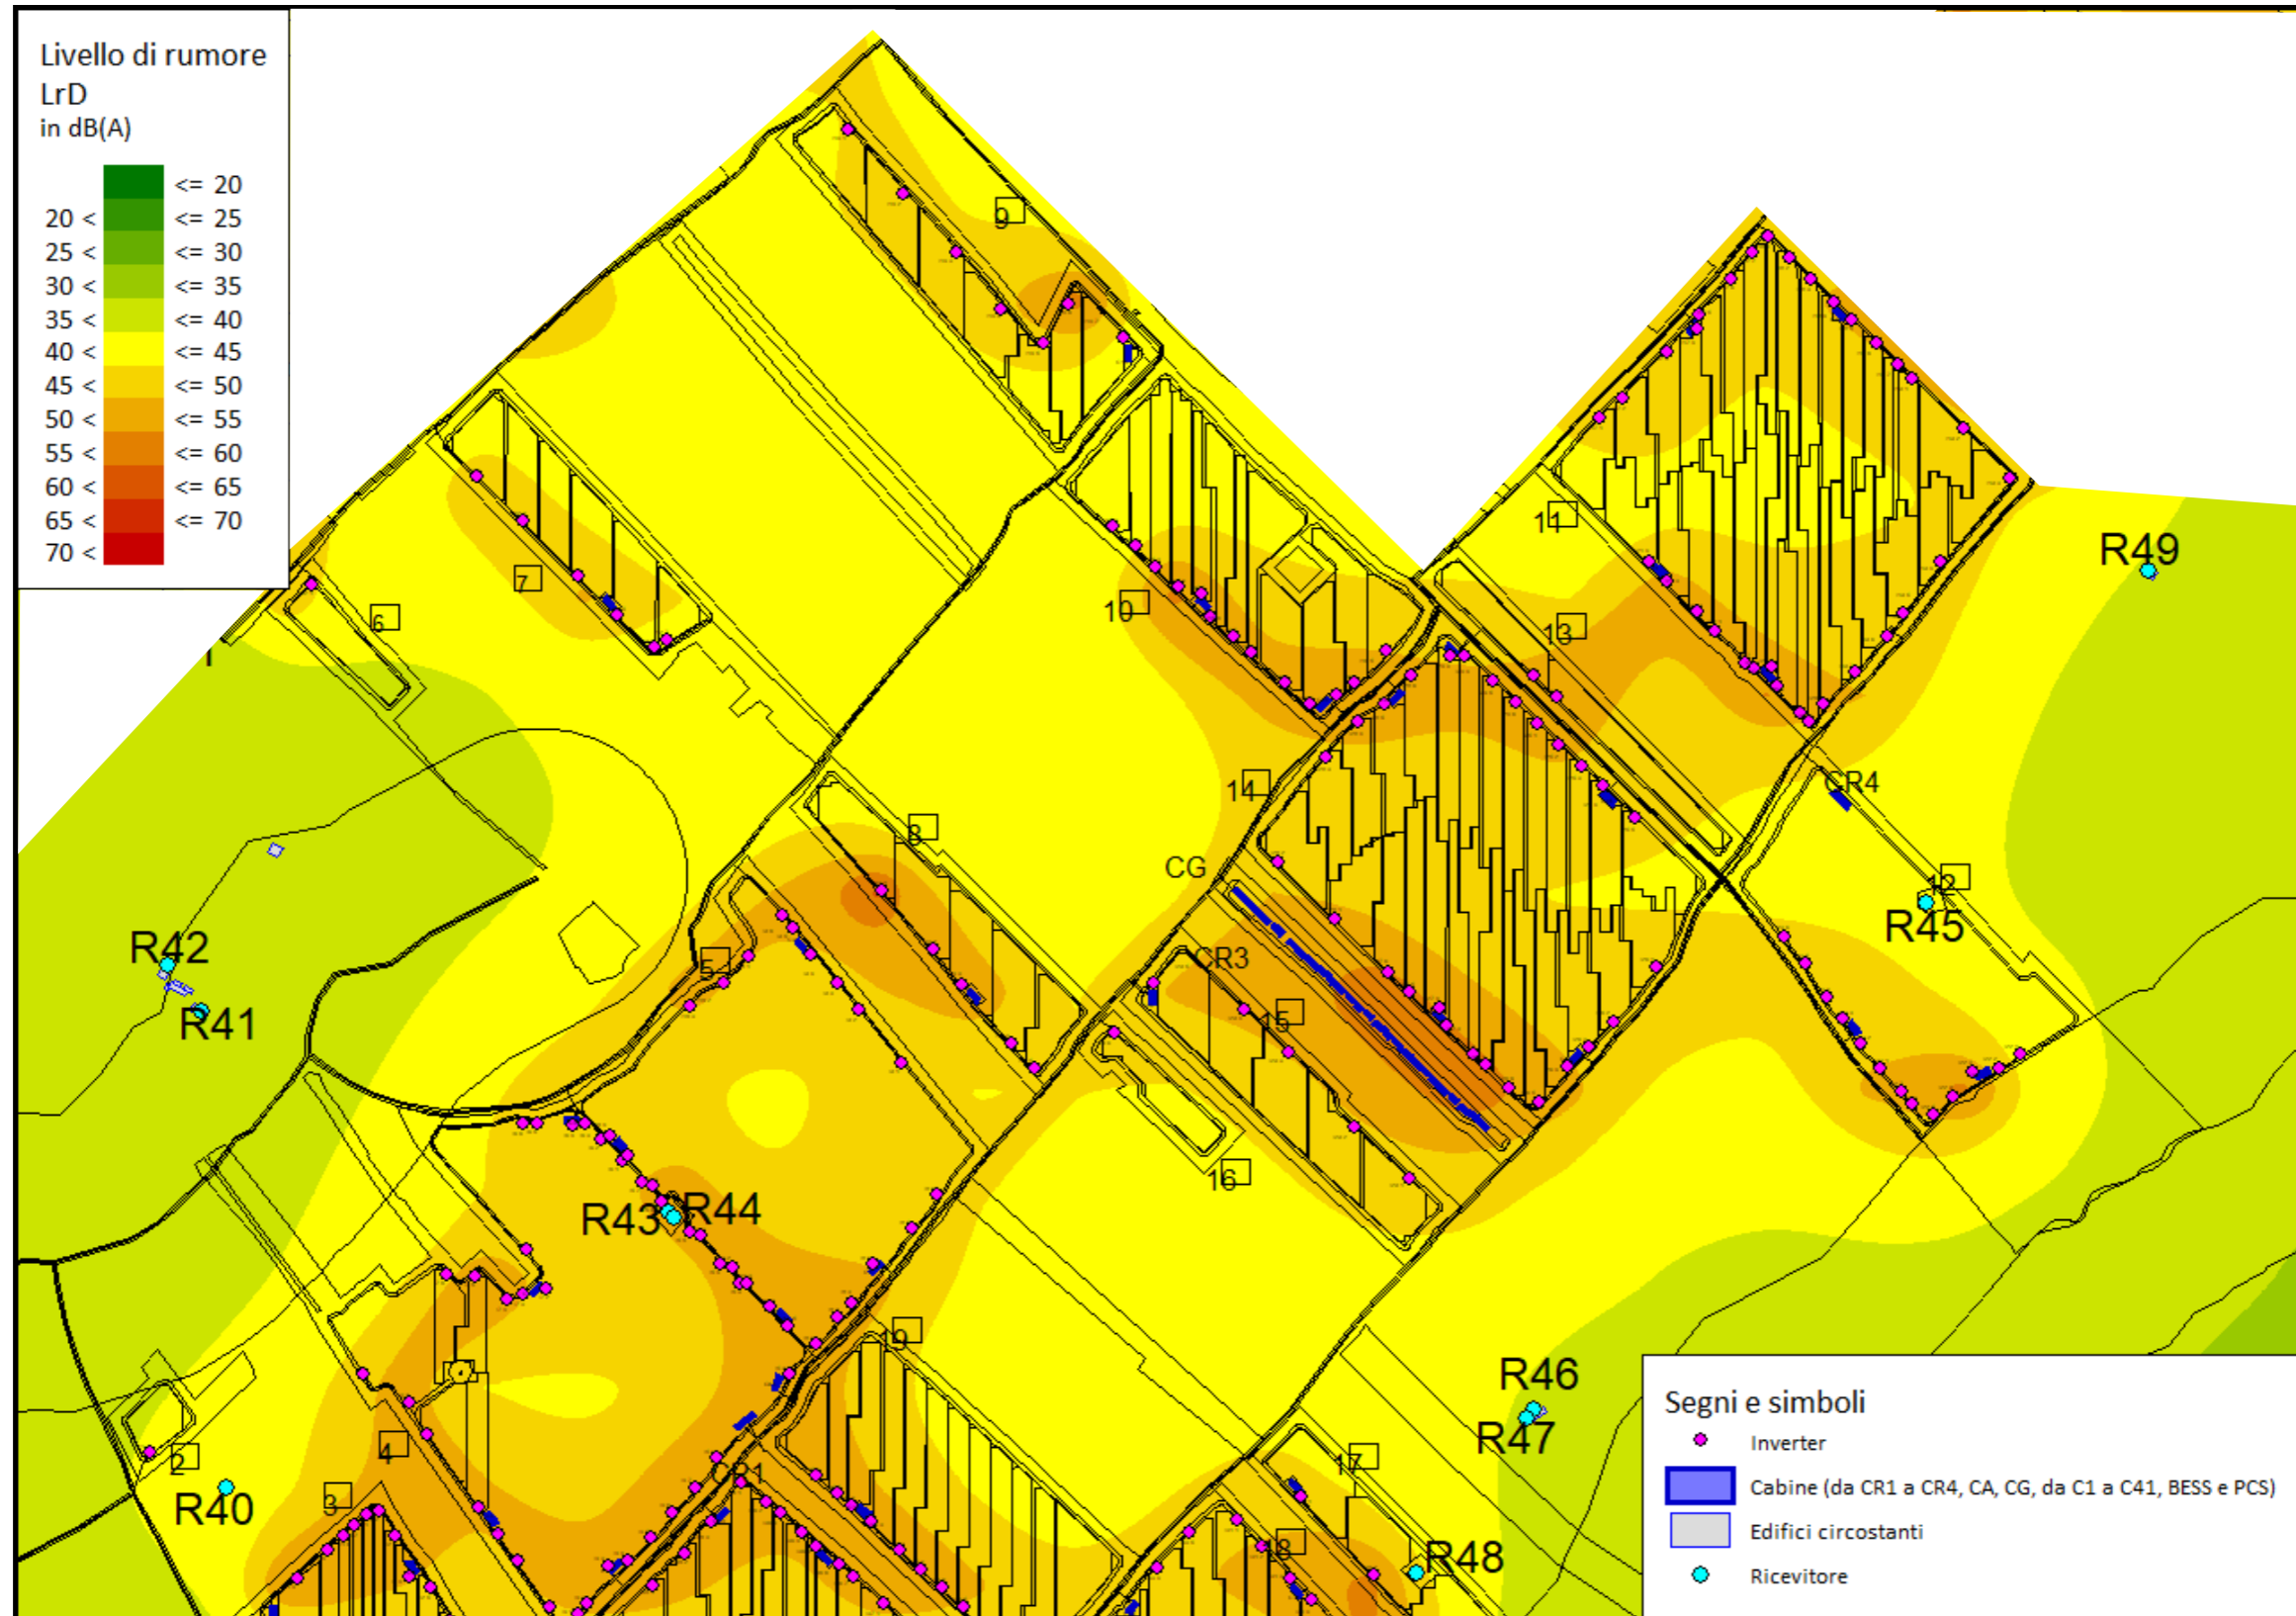 Livello di rumore
LrD
in dB(A)
<= 20
20 < <= 25
25 < <= 30
30 < <= 35
35 < <= 40
40 < <= 45
45 < <= 50
50 < <= 55
55 < <= 60
60 < <= 65
65 < <= 70
70 <
9
11
R49
7
6
10
13
CR4
14
8
CG
12
R45
R42
5
CR3
R41
15
16
R43
R44
19
R46
R47
4
2
CR1
17
3
R40
18
R48
Segni e simboli
Inverter
Cabine (da CR1 a CR4, CA, CG, da C1 a C41, BESS e PCS)
Edifici circostanti
Ricevitore